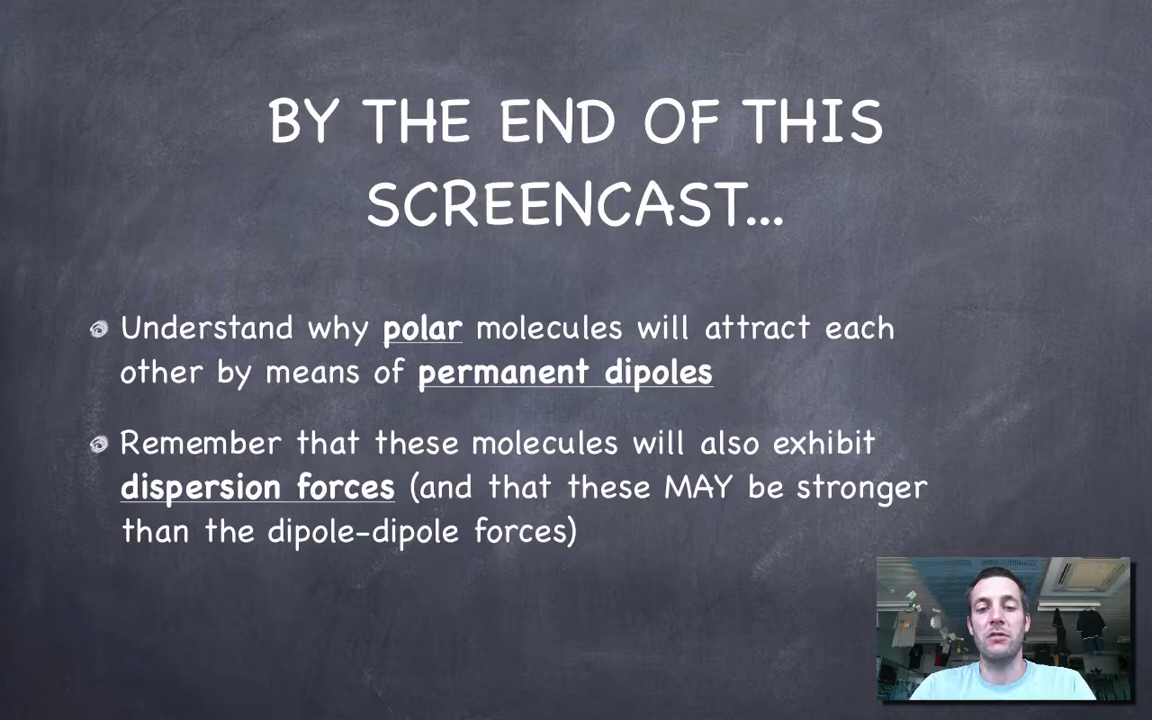 BY THE END OF THIS
SCREENCAST...
Understand why polar molecules will attract each
other by means of permanent dipoles
Remember that these molecules will also exhibit
dispersion forces (and that these MAY be stronger
than the dipole-dipole forces)